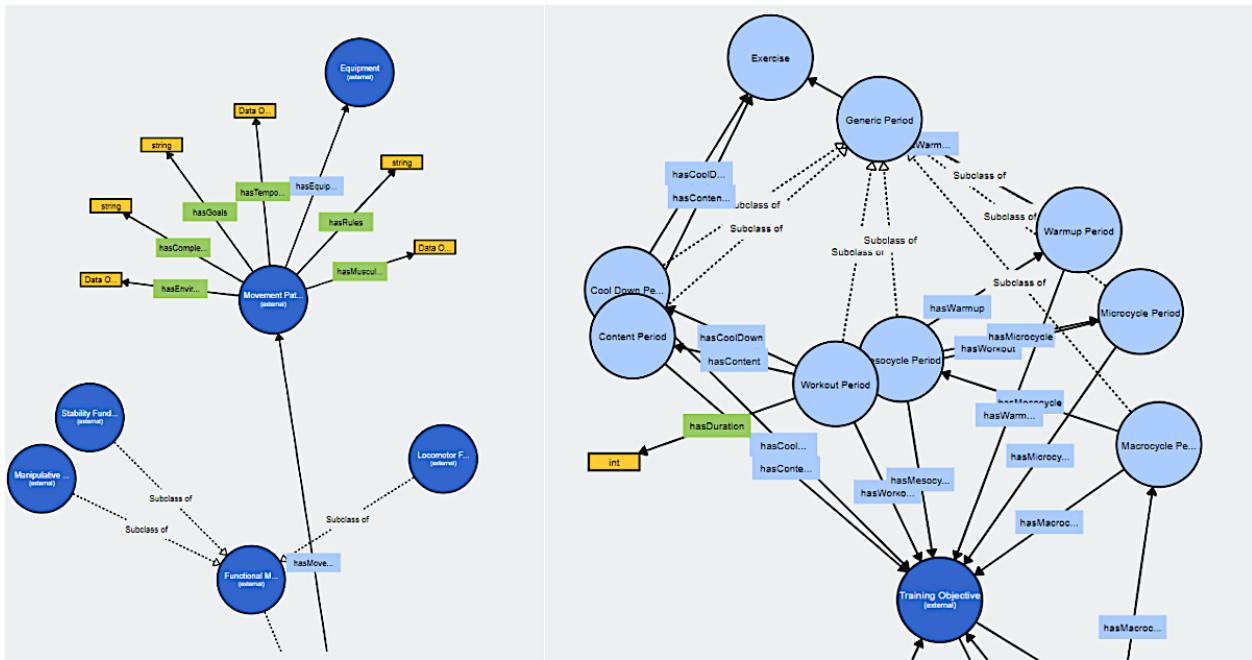 Equipment
(external)
Data O...
string
string
hasTempo...
hasEquip...
hasGoals
hasRules
string
hasComple...
Data O...
hasMuscul...
Data O...
hasEnvir...
Movement Pat...
(external)
Stability Fund...
(external)
Locomotor F...
(external)
Manipulative ...
(external)
Subclass of
Subclass of
Subclass of
hasMove...
Functional M...
(external)
Exercise
Generic Period
Warm...
hasCoolD...
Subclass of
hasConten...
Subclass of
Subclass of
Subclass of
Warmup Period
Subclass of
Subclass of
Subclass of
Cool Down Pe...
hasWarmup
Microcycle Period
Content Period
hasCoolDown
hasMicrocycle
hasWorkout
hasContent
esocycle Period
Workout Period
hasMesocycle
hasWarm...
hasDuration
hasCool...
Macrocycle Pe...
int
hasConte...
hasMicrocy...
hasMesocy...
hasWorko...
hasMacroc...
Training Objective
(external)
hasMacroc...